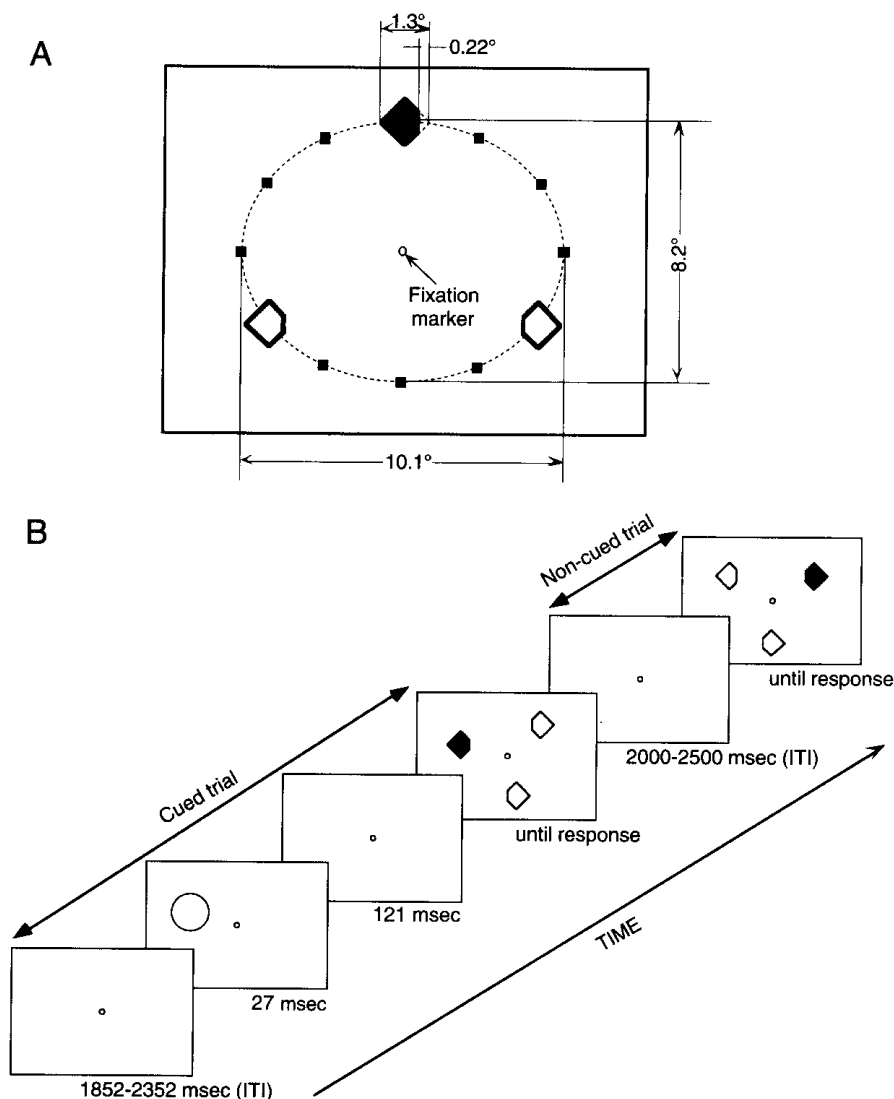 A
1.3°
0.22°
8.2°
Fixation
marker
10.1°
B
Non-cued trial
until response
2000-2500 msec (ITI)
Cued trial
until response
121 msec
TIME
27 msec
1852-2352 msec (ITI)